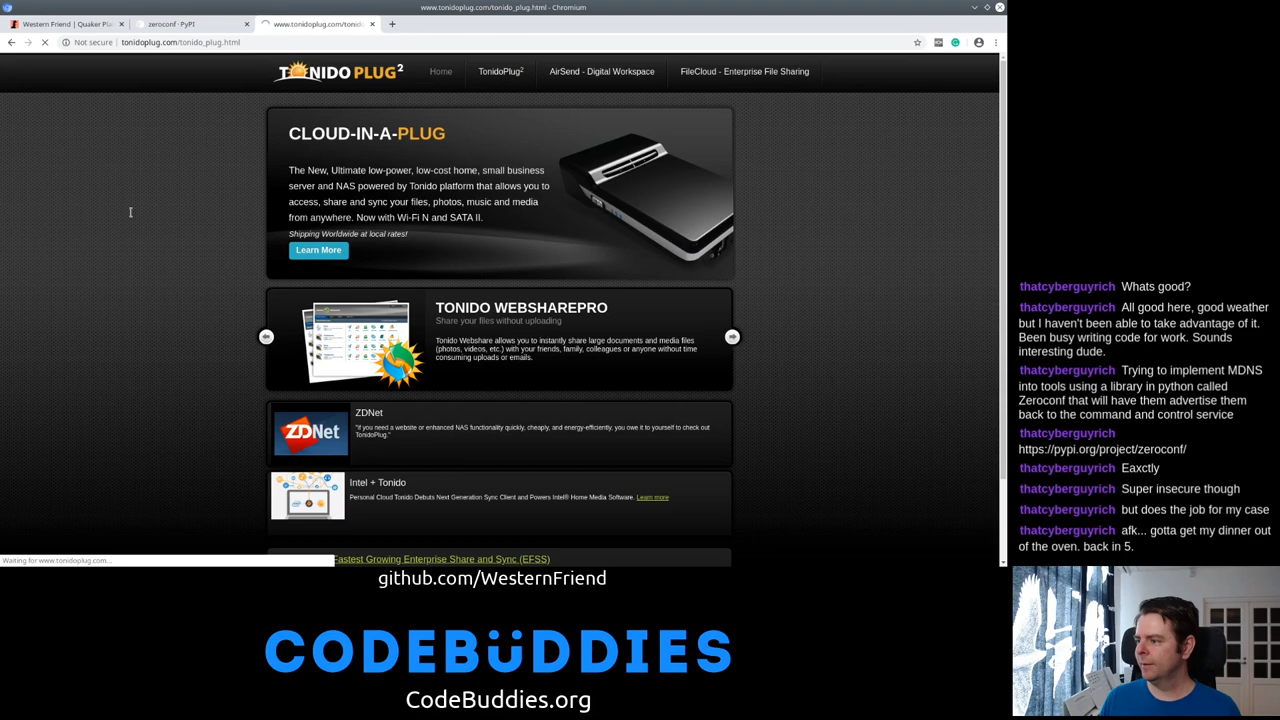 www.tonidoplug.com/tonido_plug.html - Chromium
Western Friend | Quaker Pla
zeroconf · PyPI
www.tonidoplug.com/tonid
Not secure
tonidoplug.com/tonido_plug.html
TONIDO PLUG2
Home
TonidoPlug2
AirSend - Digital Workspace
FileCloud - Enterprise File Sharing
CLOUD-IN-A-PLUG
The New, Ultimate low-power, low-cost home, small business
server and NAS powered by Tonido platform that allows you to
access, share and sync your files, photos, music and media
from anywhere. Now with Wi-Fi N and SATA II.
Shipping Worldwide at local rates!
Learn More
TONIDO WEBSHAREPRO
Share your files without uploading
Tonido Webshare allows you to instantly share large documents and media files
(photos, videos, etc.) with your friends, family, colleagues or anyone without time
consuming uploads or emails.
ZDNet
ZDNet
"If you need a website or enhanced NAS functionality quickly, cheaply, and energy-efficiently, you owe it to yourself to check out
TonidoPlug."
Intel + Tonido
Personal Cloud Tonido Debuts Next Generation Sync Client and Powers Intel® Home Media Software. Learn more
Fastest Growing Enterprise Share and Sync (EFSS)
Waiting for www.tonidoplug.com...
thatcyberguyrich Whats good?
thatcyberguyrich All good here, good weather
but I haven't been able to take advantage of it.
Been busy writing code for work. Sounds
interesting dude.
thatcyberguyrich Trying to implement MDNS
into tools using a library in python called
Zeroconf that will have them advertise them
back to the command and control service
thatcyberguyrich
https://pypi.org/project/zeroconf/
thatcyberguyrich Eaxctly
thatcyberguyrich Super insecure though
thatcyberguyrich but does the job for my case
thatcyberguyrich afk... gotta get my dinner out
of the oven. back in 5.
github.com/WesternFriend
CODEBüDDIES
CodeBuddies.org